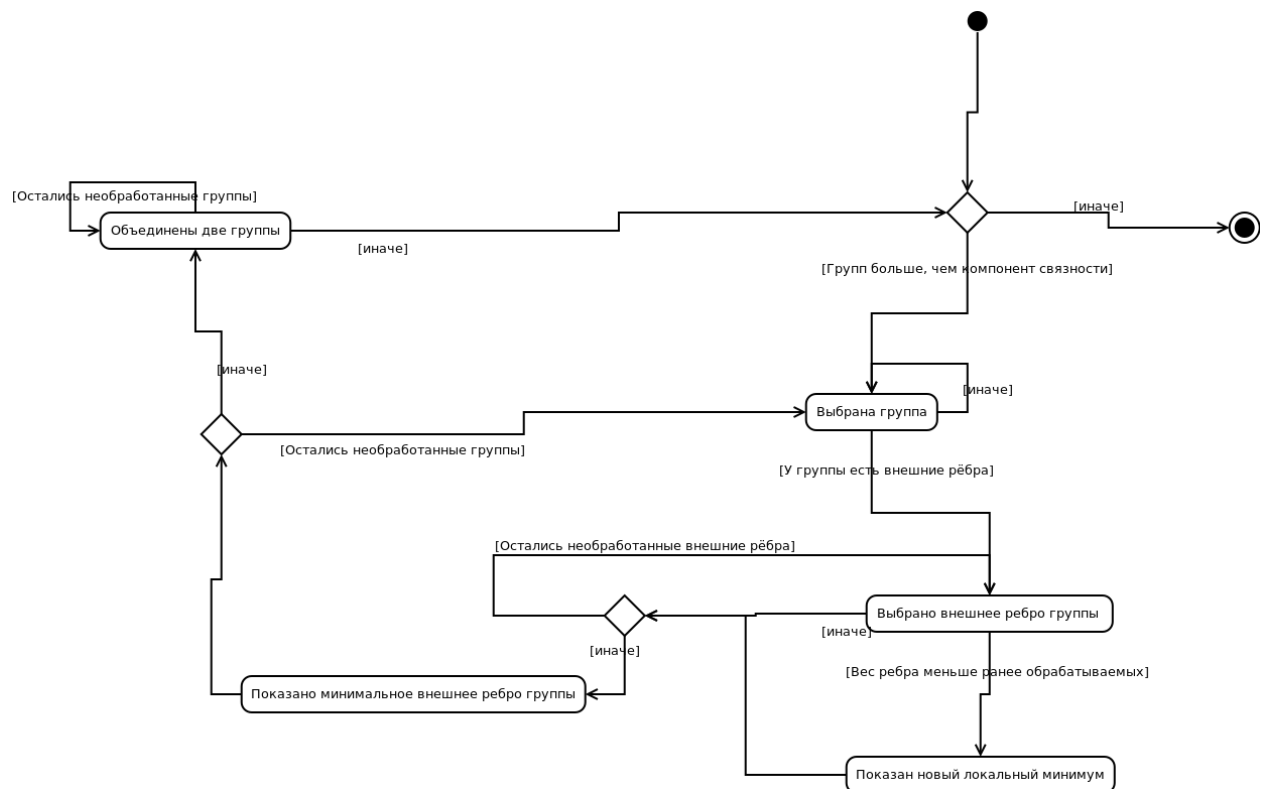 [Остались необработанные группы]
[иначе]
Объединены две группы
[иначе]
[Групп больше, чем компонент связности]
[иначе]
[иначе]
Выбрана группа
[Остались необработанные группы]
[У группы есть внешние рёбра]
[Остались необработанные внешние рёбра]
Выбрано внешнее ребро группы
[иначе]
[иначе]
[Вес ребра меньше ранее обрабатываемых]
Показано минимальное внешнее ребро группы
Показан новый локальный минимум